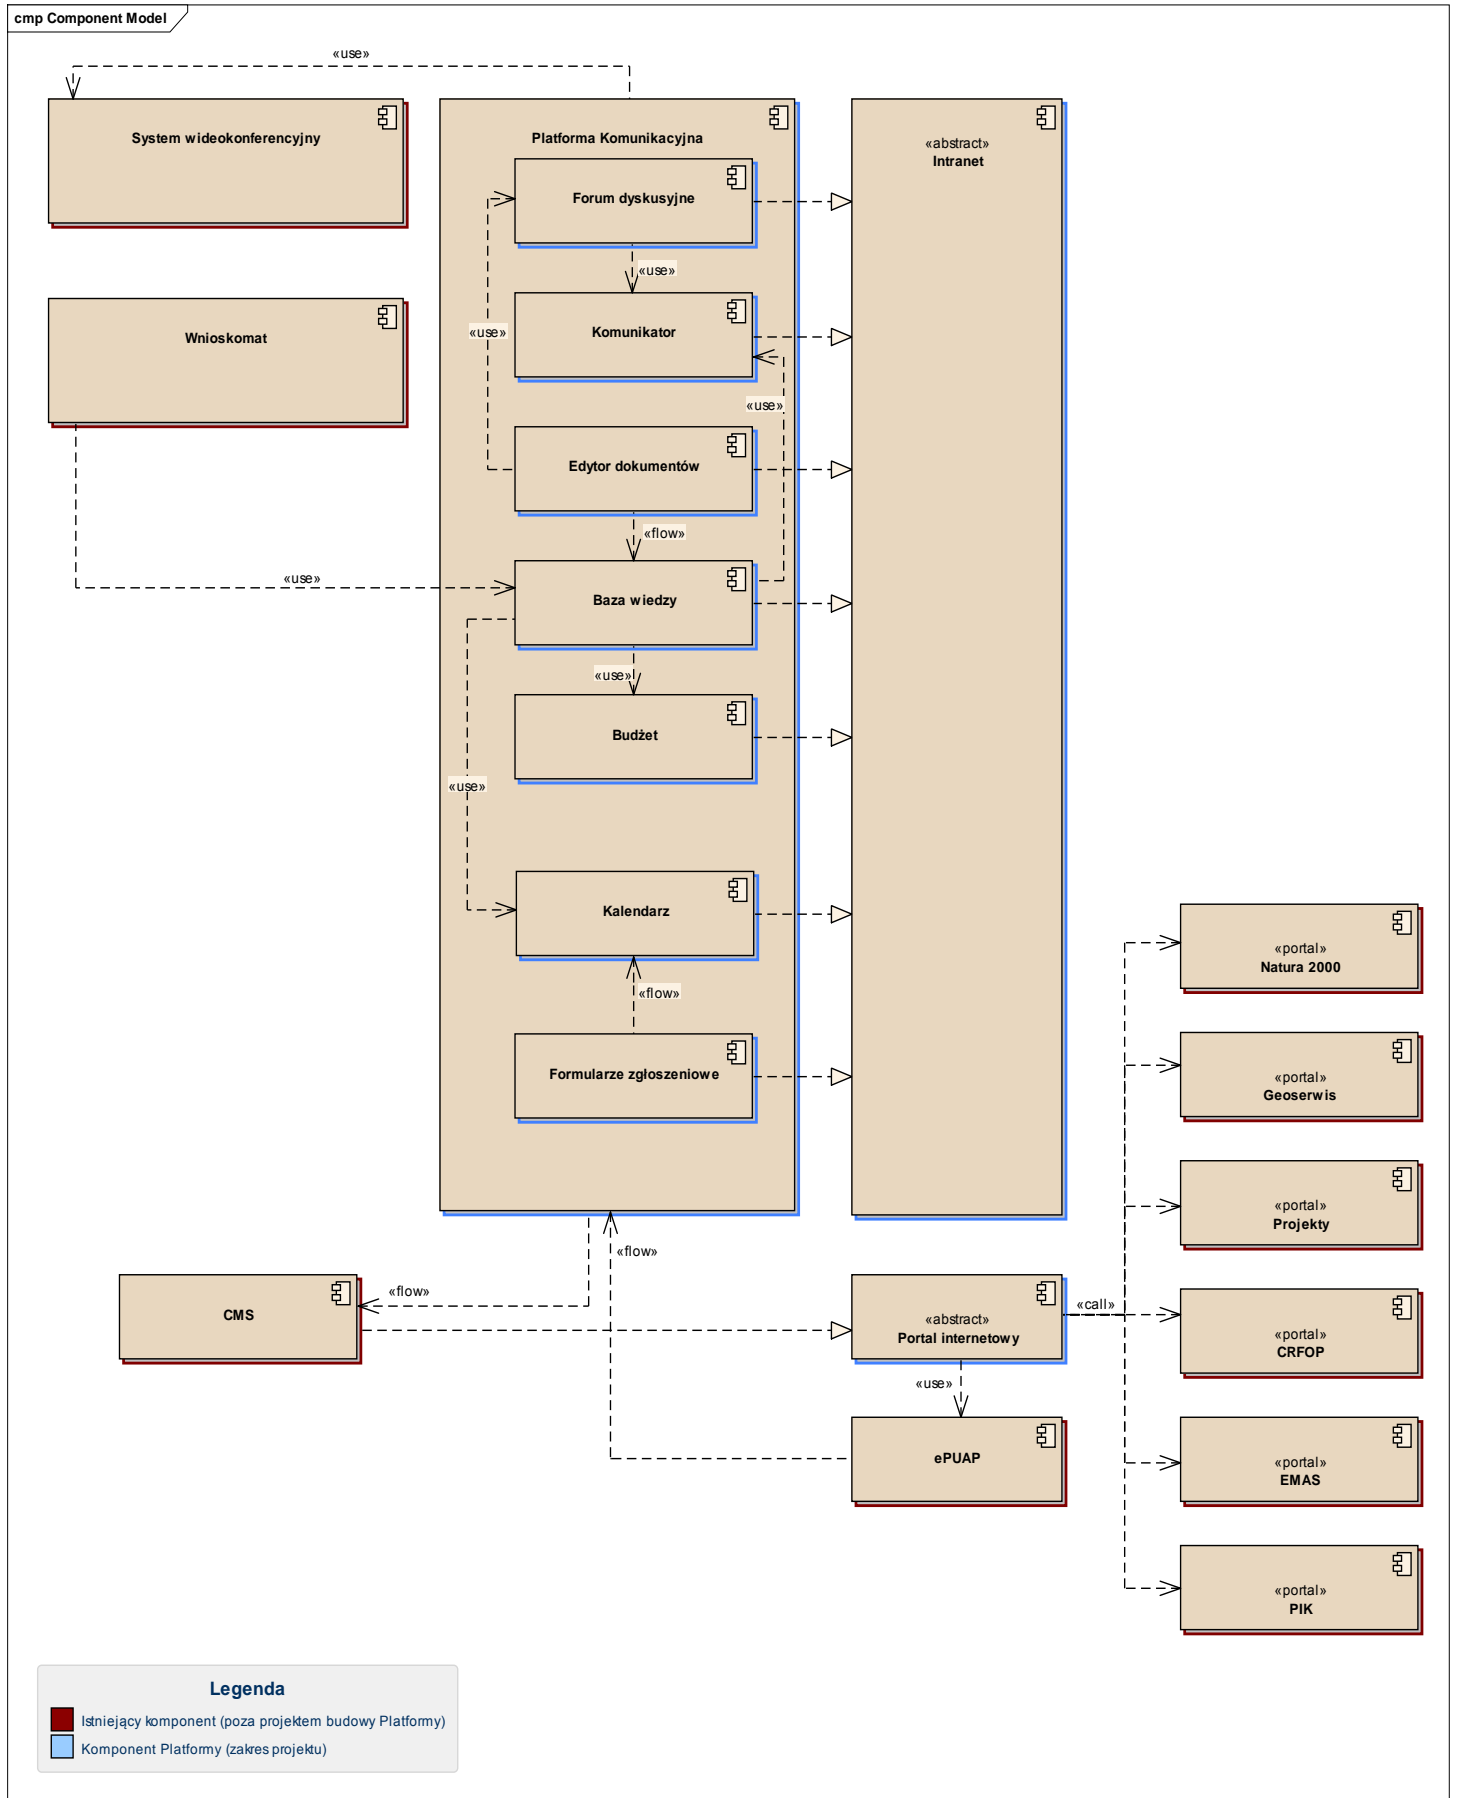 cmp Component Model
«use»
System wideokonferencyjny
Platforma Komunikacyjna
«abstract»
Intranet
Forum dyskusyjne
«use»
Wnioskomat
«use»
Komunikator
«use»
Edytor dokumentów
«flow»
«use»
Baza wiedzy
«use»
Budżet
«use»
Kalendarz
«flow»
Formularze zgłoszeniowe
«portal»
Natura 2000
«portal»
Geoserwis
«portal»
Projekty
«flow»
«flow»
CMS
«abstract»
Portal internetowy
«call»
«portal»
CRFOP
«use»
ePUAP
«portal»
EMAS
«portal»
PIK
Legenda
Istniejący komponent (poza projektem budowy Platformy)
Komponent Platformy (zakres projektu)